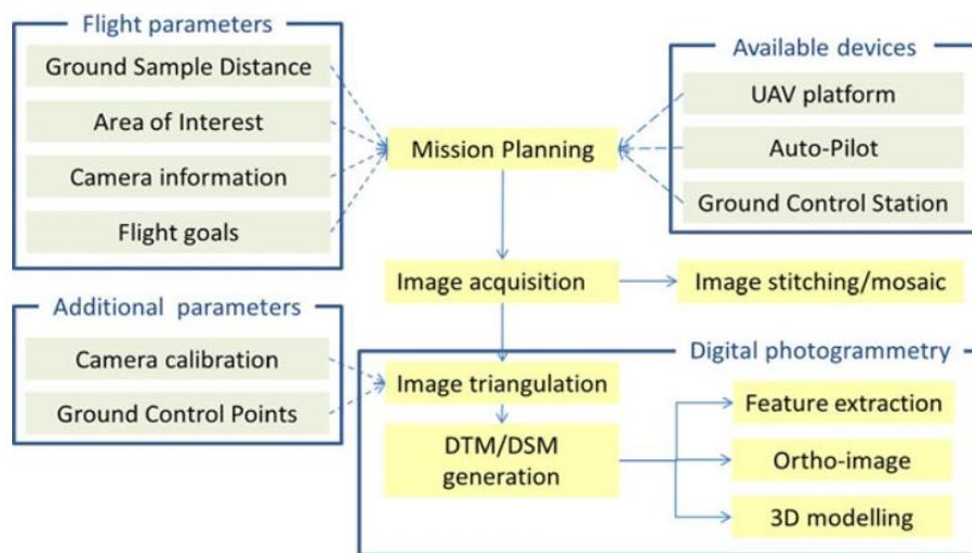 Flight parameters
Ground Sample Distance
Area of Interest
Camera information
Flight goals
Available devices
UAV platform
Auto-Pilot
Ground Control Station
Mission Planning
Image acquisition
Image stitching/mosaic
Additional parameters
Camera calibration
Ground Control Points
Digital photogrammetry
Image triangulation
DTM/DSM
generation
Feature extraction
Ortho-image
3D modelling